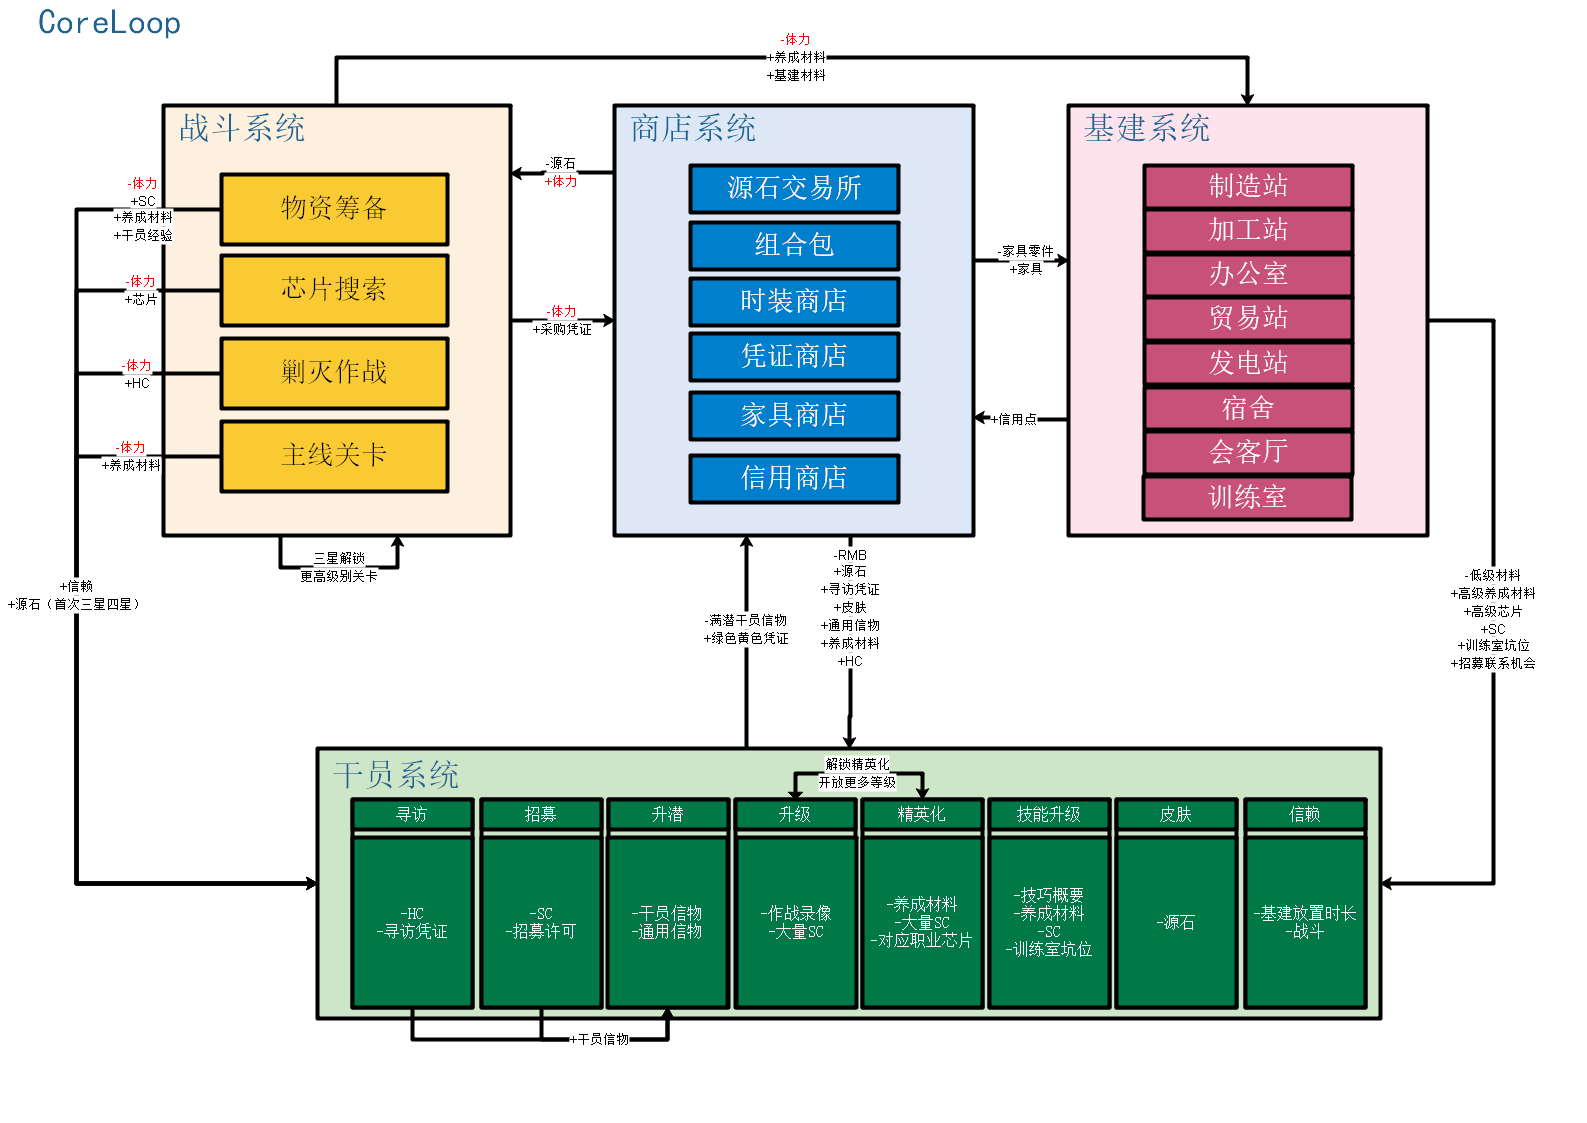 CoreLoop
-体力
+养成材料
+基建材料
战斗系统
物资筹备
芯片搜索
剿灭作战
主线关卡
-体力
+SC
+养成材料
+干员经验
-体力
+芯片
-体力
+HC
-体力
+养成材料
三星解锁
更高级别关卡
+信赖
+源石（首次三星四星）
-源石
+体力
-体力
+采购凭证
商店系统
源石交易所
组合包
时装商店
凭证商店
家具商店
信用商店
-家具零件
+家具
+信用点
基建系统
制造站
加工站
办公室
贸易站
发电站
宿舍
会客厅
训练室
-满潜干员信物
+绿色黄色凭证
-RMB
+源石
+寻访凭证
+皮肤
+通用信物
+养成材料
+HC
-低级材料
+高级养成材料
+高级芯片
+SC
+训练室坑位
+招募联系机会
干员系统
解锁精英化
开放更多等级
寻访
-HC
-寻访凭证
招募
-SC
-招募许可
升潜
-干员信物
-通用信物
升级
-作战录像
-大量SC
精英化
-养成材料
-大量SC
-对应职业芯片
技能升级
-技巧概要
-养成材料
-SC
-训练室坑位
皮肤
-源石
信赖
-基建放置时长
-战斗
+干员信物